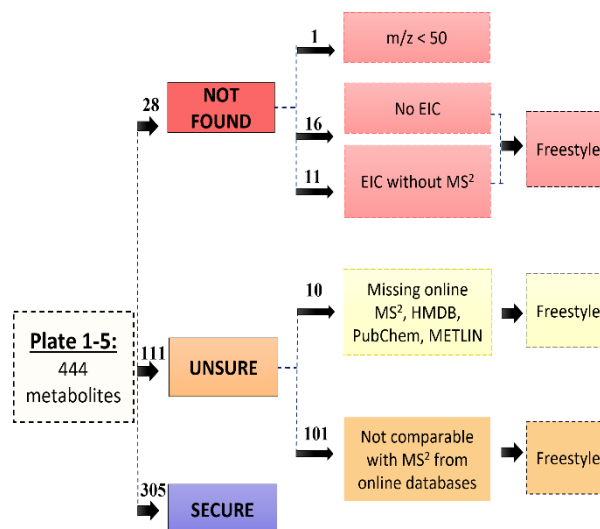 1
m/z < 50
28
NOT
FOUND
16
No EIC
Freestyle
11
EIC without MS²
10
Missing online
MS², HMDB,
PubChem, METLIN
Freestyle
Plate 1-5:
444
metabolites
111
UNSURE
101
Not comparable
with MS² from
online databases
Freestyle
305
SECURE